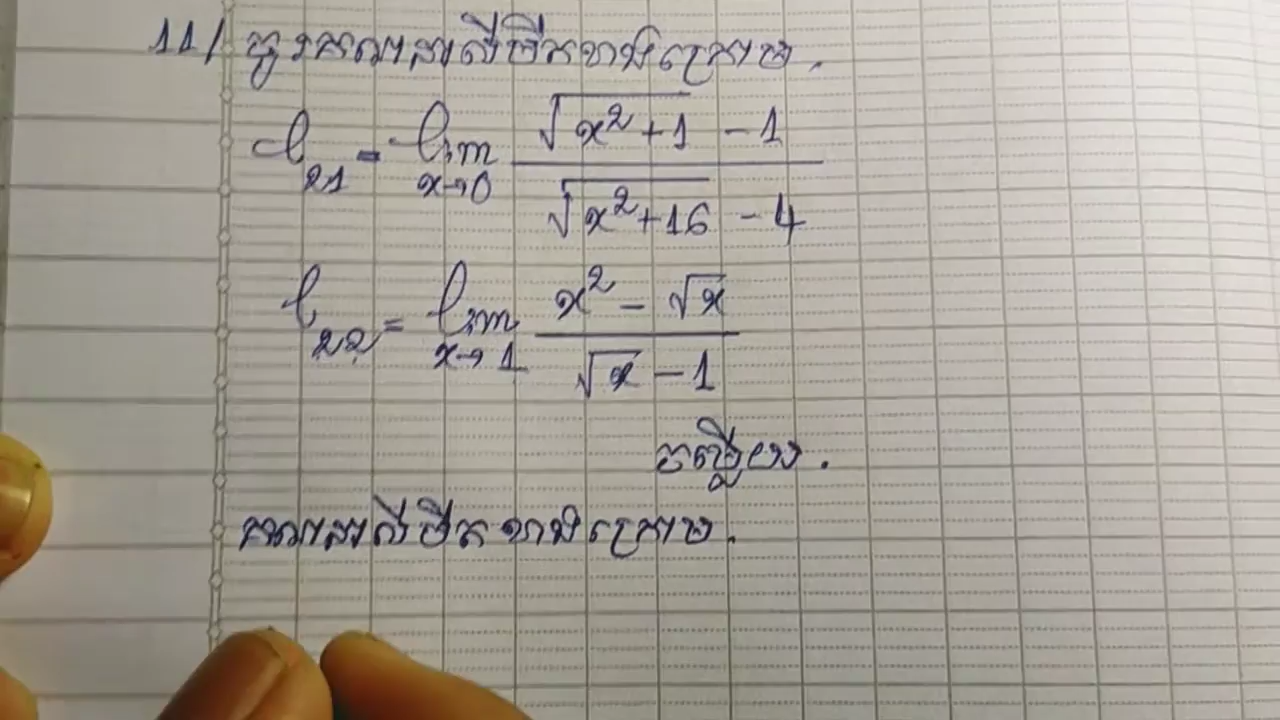 11/ ចូរគណនាលីមីតខាងក្រោម.
l₂₁ = lim x→0 (√(x²+1) - 1)/(√(x²+16) - 4)
l₂₂ = lim x→1 (x² - √x)/(√x - 1)
ចម្លើយ.
គណនាលីមីតខាងក្រោម.